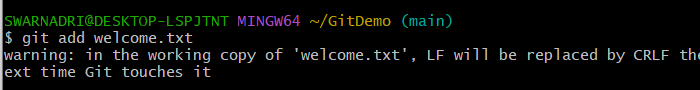 SWARNADRI@DESKTOP-LSPJTNT MINGW64 ~/GitDemo (main)
$ git add welcome.txt
warning: in the working copy of 'welcome.txt', LF will be replaced by CRLF the
ext time Git touches it